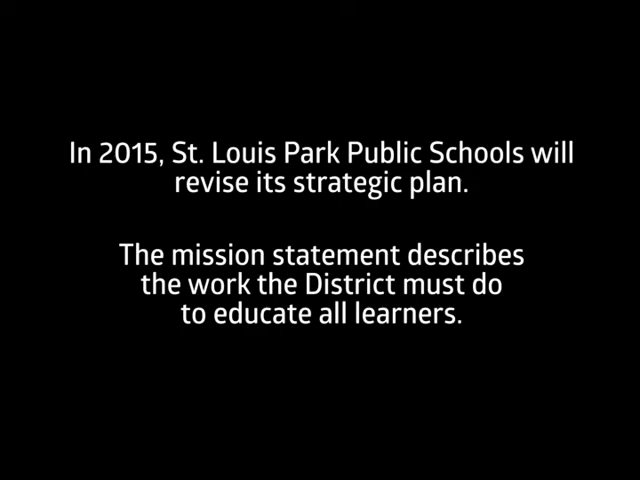 In 2015, St. Louis Park Public Schools will
revise its strategic plan.
The mission statement describes
the work the District must do
to educate all learners.